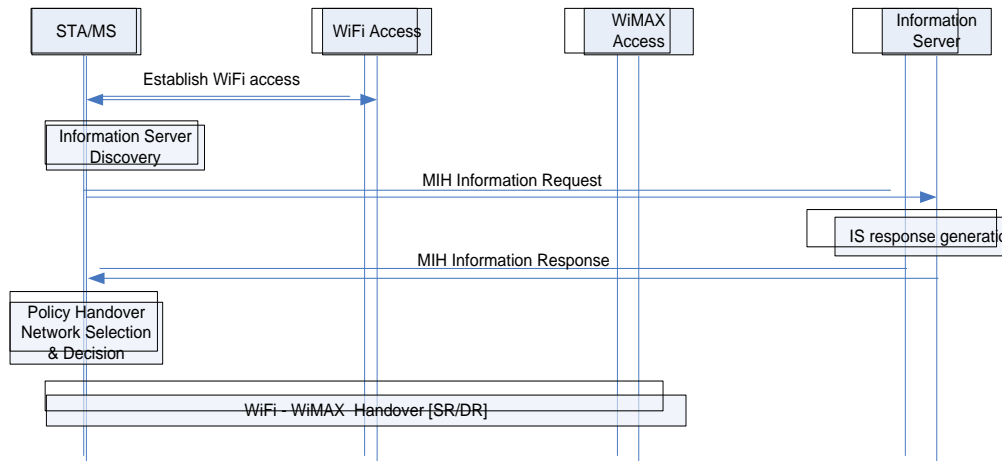 STA/MS
WiFi Access
WiMAX
Access
Information
Server
Establish WiFi access
Information Server
Discovery
MIH Information Request
IS response generatio
MIH Information Response
Policy Handover
Network Selection
& Decision
WiFi - WiMAX Handover [SR/DR]